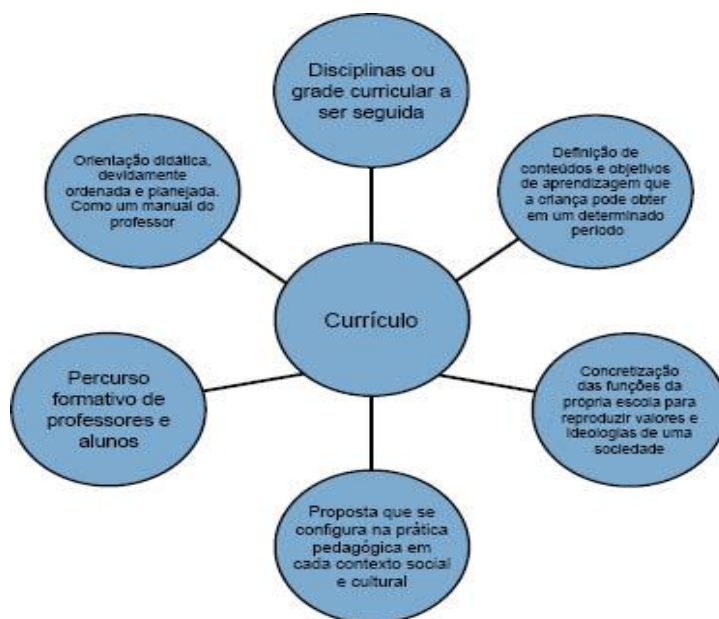 Disciplinas ou
grade curricular a
ser seguida
Orientação didática,
devidamente
ordenada e planejada.
Como um manual do
professor
Definição de
conteúdos e objetivos
de aprendizagem que
a criança pode obter
em um determinado
período
Currículo
Percurso
formativo de
professores e
alunos
Concretização
das funções da
própria escola para
reproduzir valores e
ideologias de uma
sociedade
Proposta que se
configura na prática
pedagógica em
cada contexto social
e cultural